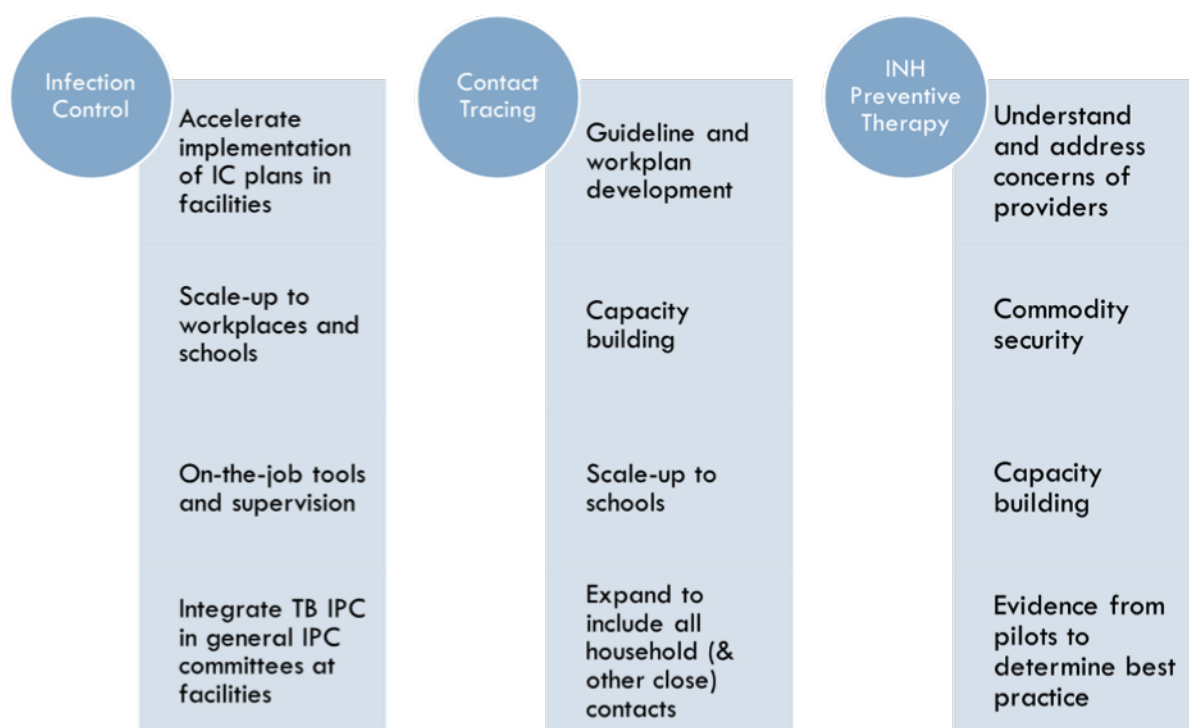 Infection
Control
Accelerate
implementation
of IC plans in
facilities
Scale-up to
workplaces and
schools
On-the-job tools
and supervision
Integrate TB IPC
in general IPC
committees at
facilities
Contact
Tracing
Guideline and
workplan
development
Capacity
building
Scale-up to
schools
Expand to
include all
household (&
other close)
contacts
INH
Preventive
Therapy
Understand
and address
concerns of
providers
Commodity
security
Capacity
building
Evidence from
pilots to
determine best
practice